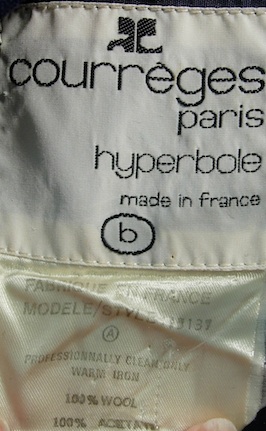 courrèges
paris
hyperbole
made in france
b
FABRIQUE EN FRANCE
MODELE/STYLE
A
PROFESSIONNALLY CLEAN ONLY
WARM IRON
100% WOOL
100% ACETATE